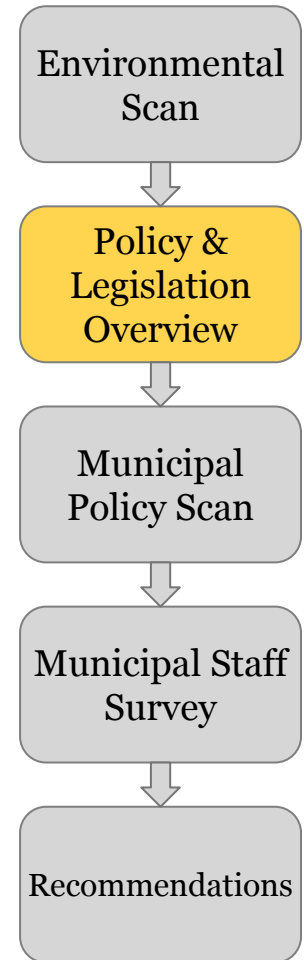 Environmental
Scan
Policy &
Legislation
Overview
Municipal
Policy Scan
Municipal Staff
Survey
Recommendations